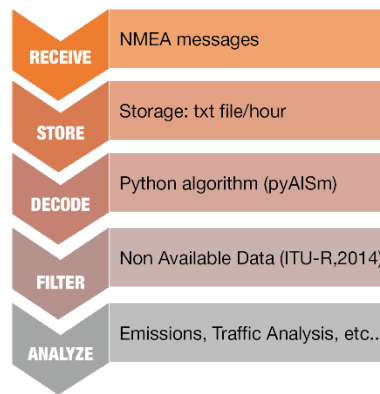 NMEA messages
RECEIVE
Storage: txt file/hour
STORE
Python algorithm (pyAISm)
DECODE
Non Available Data (ITU-R,2014)
FILTER
Emissions, Traffic Analysis, etc..
ANALYZE